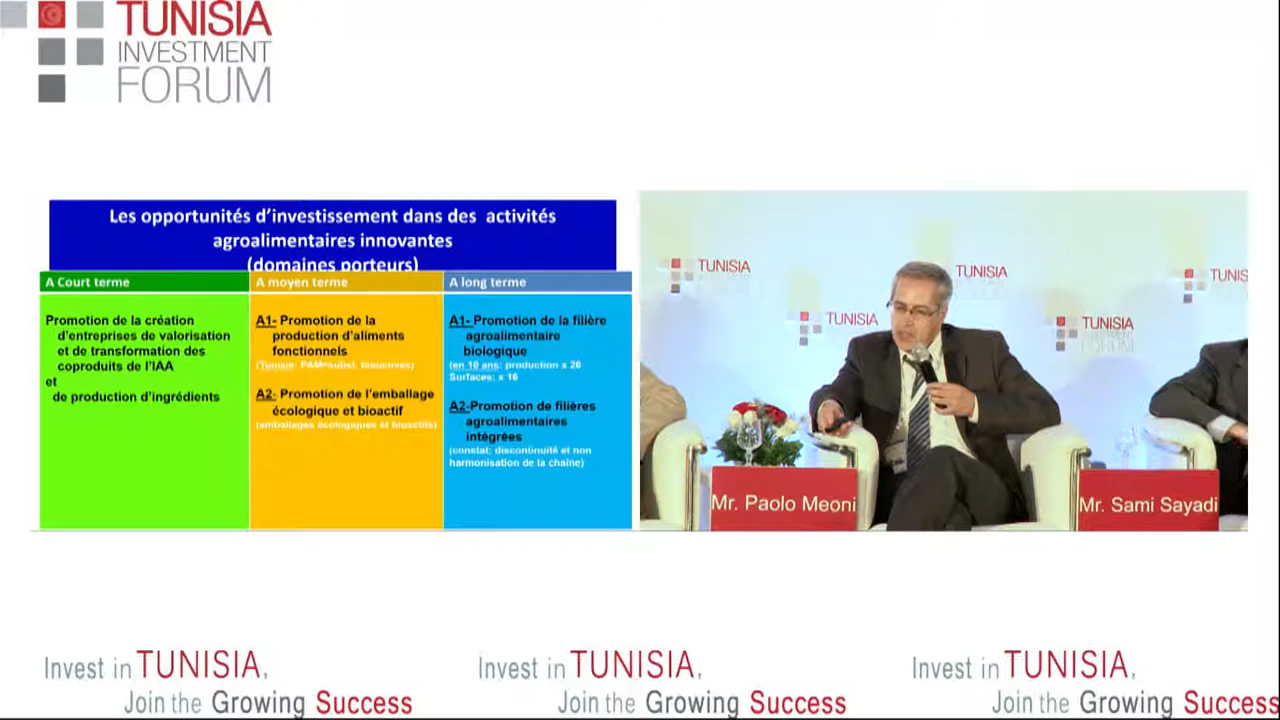 TUNISIA
INVESTMENT
FORUM
Les opportunités d'investissement dans des activités
agroalimentaires innovantes
(domaines porteurs)
A Court terme
Promotion de la création
d'entreprises de valorisation
et de transformation des
coproduits de l'IAA
et
de production d'ingrédients
A moyen terme
A1- Promotion de la
production d'aliments
fonctionnels
(Tunisie: PAM=subst. bioactives)
A2- Promotion de l'emballage
écologique et bioactif
(emballages écologiques et bioactifs)
A long terme
A1- Promotion de la filière
agroalimentaire
biologique
(en 10 ans: production x 26
Surfaces: x 16
A2-Promotion de filières
agroalimentaires
intégrées
(constat: discontinuité et non
harmonisation de la chaîne)
TUNISIA
TUNISIA
TUNIS
TUNISIA
TUNISIA
FORUM
Mr. Paolo Meoni
Mr. Sami Sayadi
Invest in TUNISIA,
Join the Growing Success
Invest in TUNISIA,
Join the Growing Success
Invest in TUNISIA,
Join the Growing Success